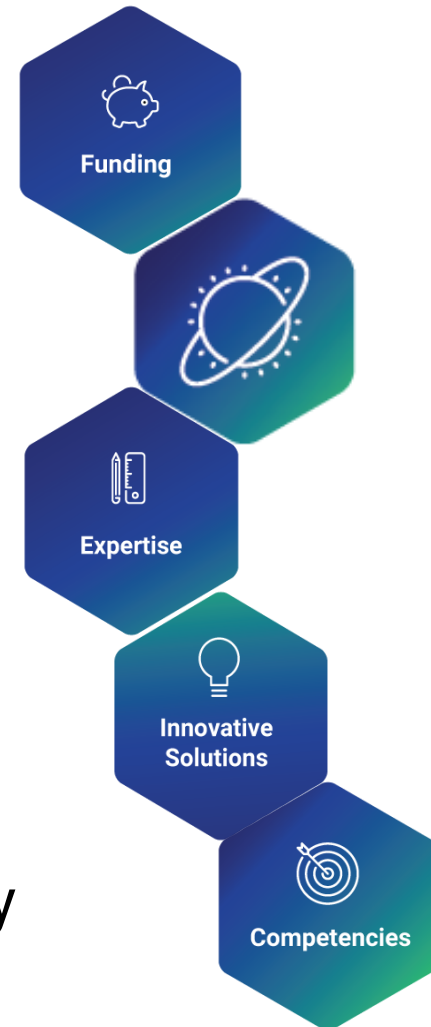 Funding
Expertise
Innovative
Solutions
y
Competencies